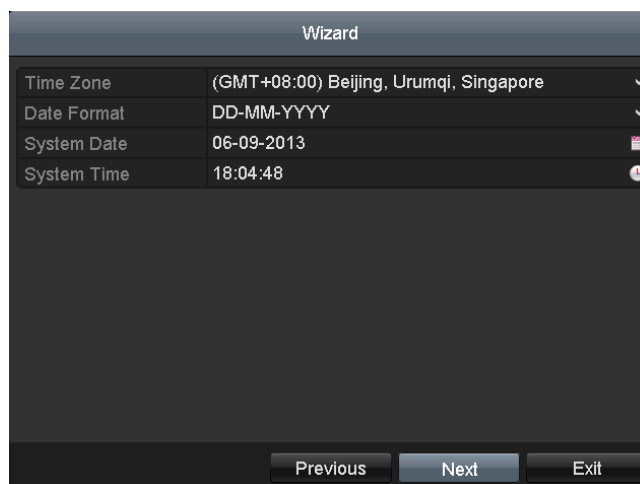 Wizard
Time Zone (GMT+08:00) Beijing, Urumqi, Singapore
Date Format DD-MM-YYYY
System Date 06-09-2013
System Time 18:04:48
Previous Next Exit